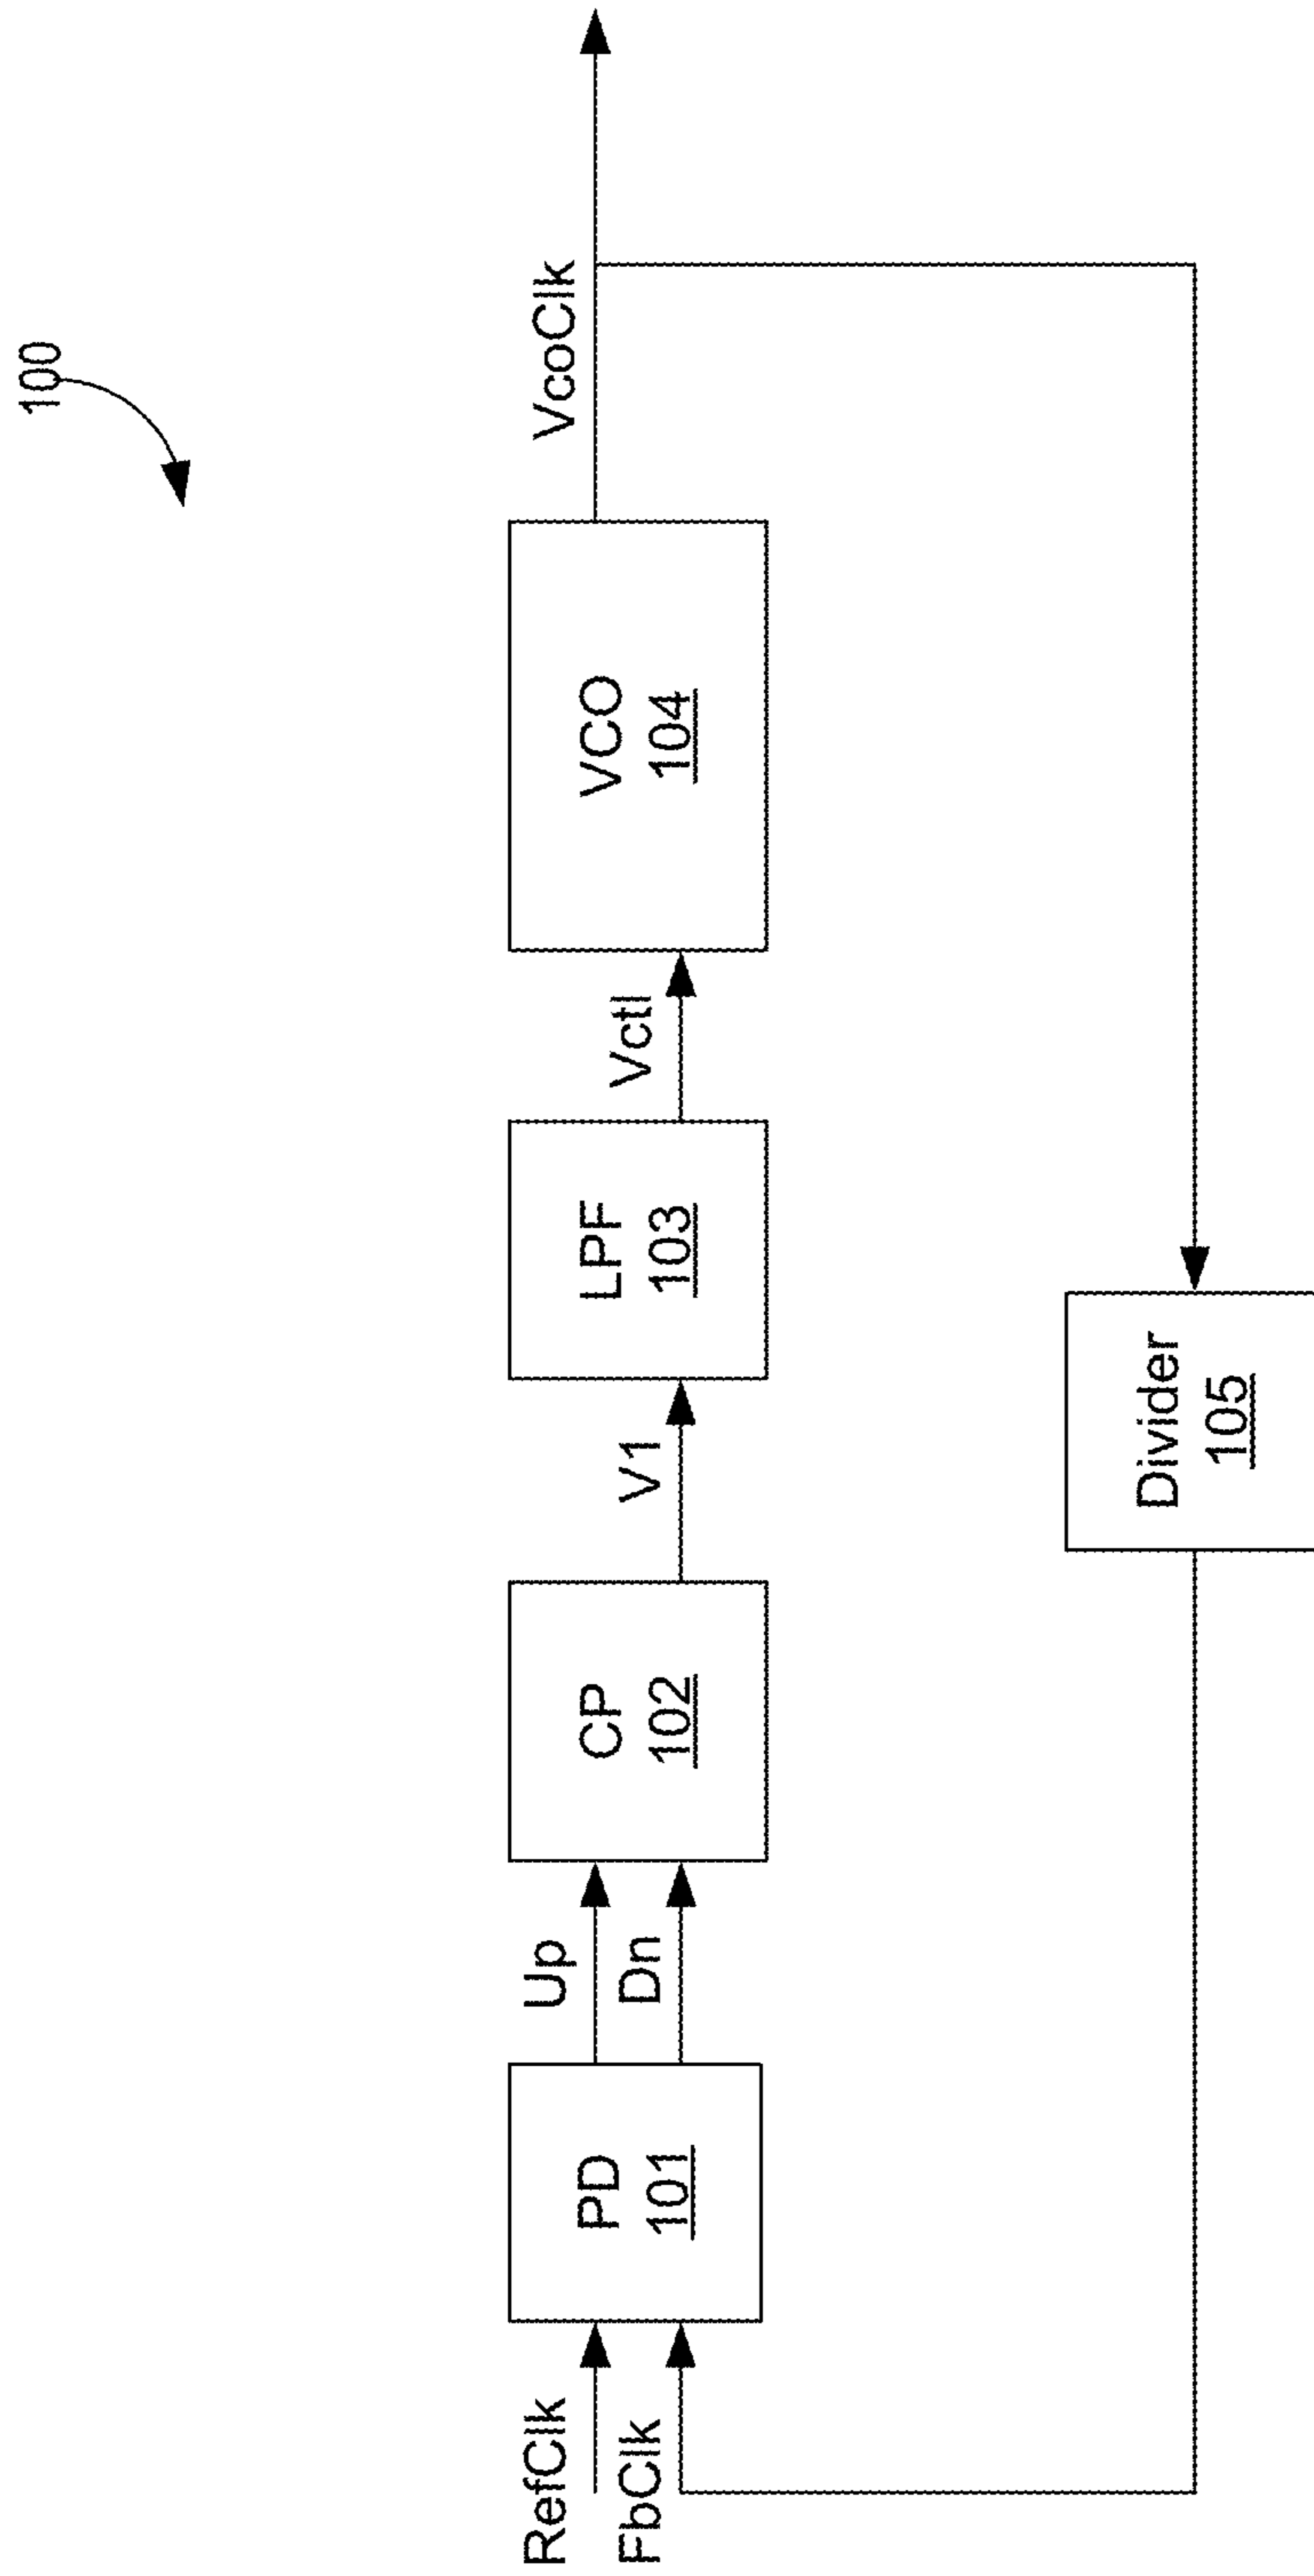 100
RefClk
FbClk
PD
101
Up
Dn
CP
102
V1
LPF
103
Vctl
VCO
104
VcoClk
Divider
105